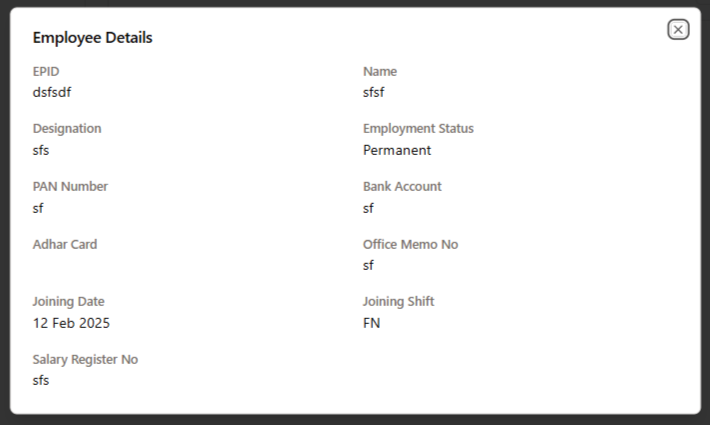 Employee Details
EPID
Name
dsfsdf
sfsf
Designation
Employment Status
sfs
Permanent
PAN Number
Bank Account
sf
sf
Adhar Card
Office Memo No
sf
Joining Date
Joining Shift
12 Feb 2025
FN
Salary Register No
sfs